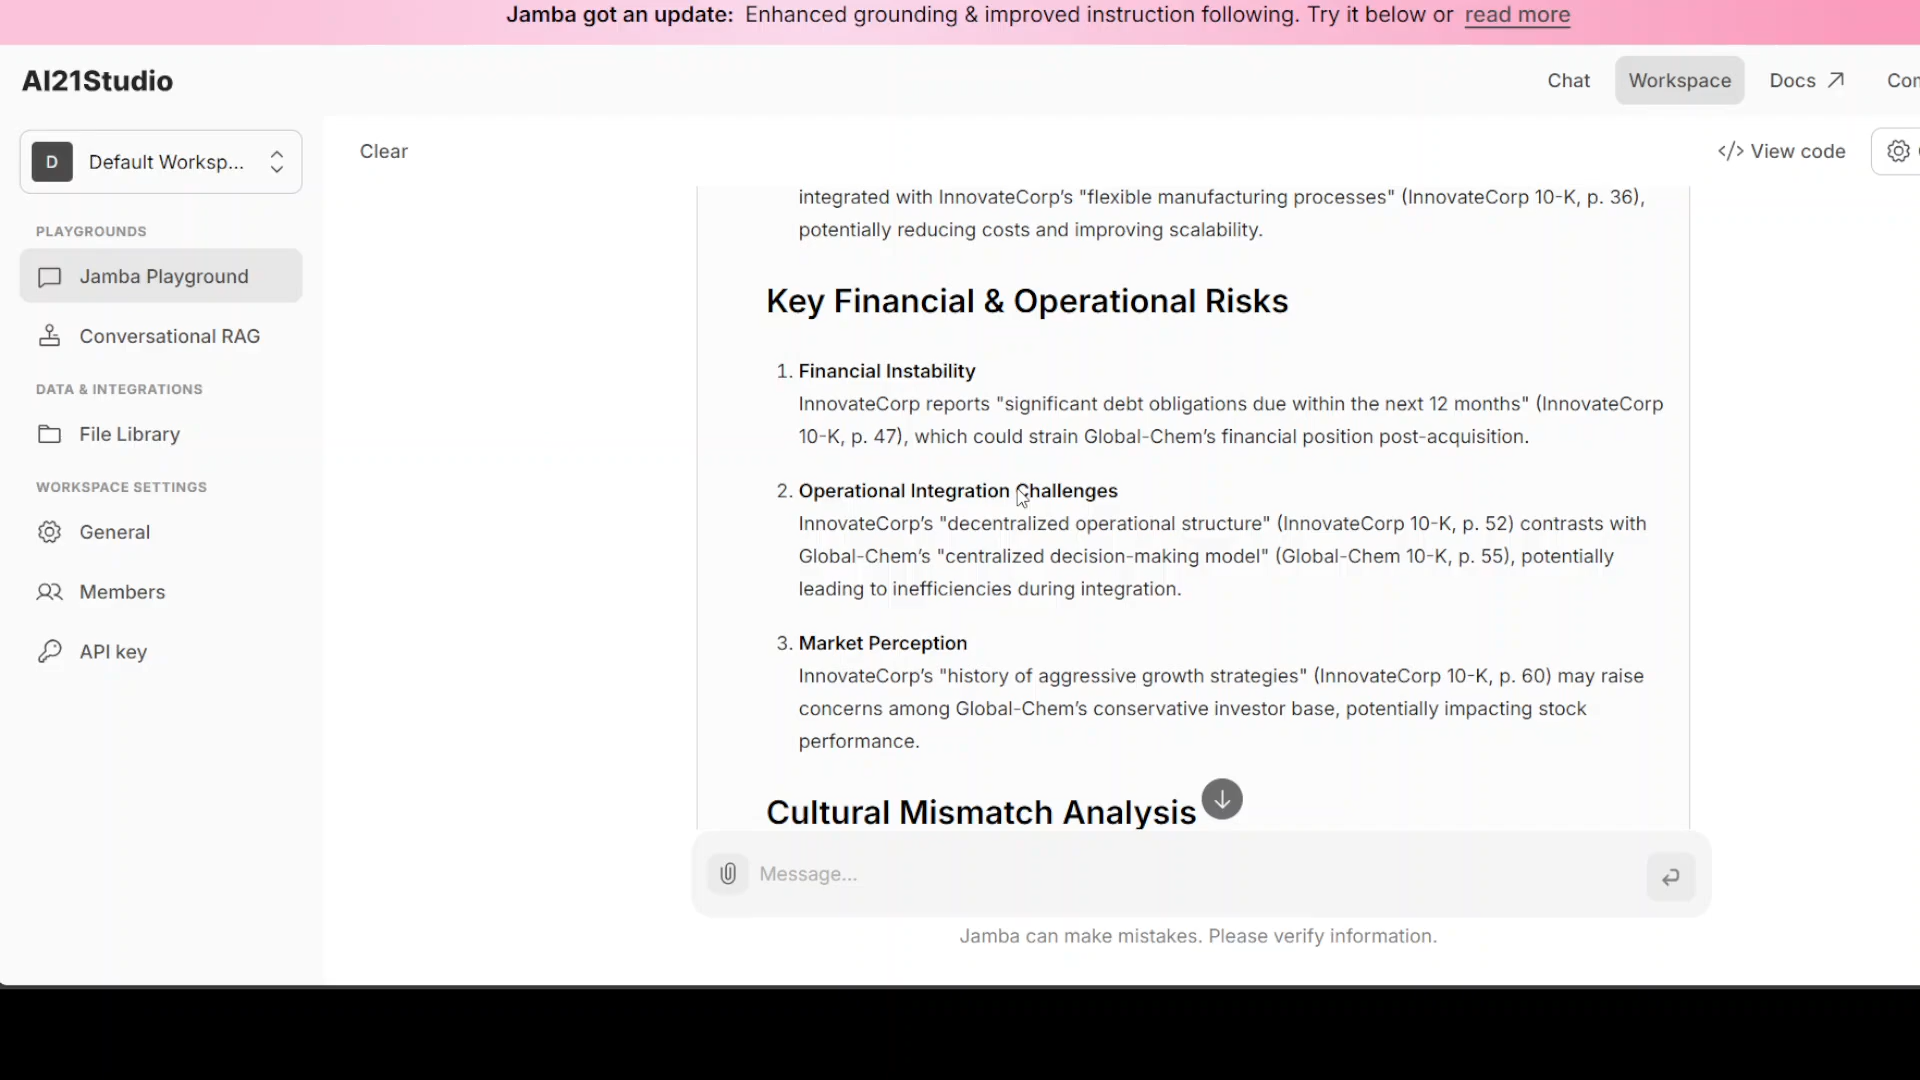 Jamba got an update: Enhanced grounding & improved instruction following. Try it below or read more
AI21Studio
Chat
Workspace
Docs
D
Default Worksp...
Clear
</> View code
PLAYGROUNDS
Jamba Playground
Conversational RAG
DATA & INTEGRATIONS
File Library
WORKSPACE SETTINGS
General
Members
API key
integrated with InnovateCorp's "flexible manufacturing processes" (InnovateCorp 10-K, p. 36),
potentially reducing costs and improving scalability.
Key Financial & Operational Risks
1. Financial Instability
InnovateCorp reports "significant debt obligations due within the next 12 months" (InnovateCorp
10-K, p. 47), which could strain Global-Chem's financial position post-acquisition.
2. Operational Integration Challenges
InnovateCorp's "decentralized operational structure" (InnovateCorp 10-K, p. 52) contrasts with
Global-Chem's "centralized decision-making model" (Global-Chem 10-K, p. 55), potentially
leading to inefficiencies during integration.
3. Market Perception
InnovateCorp's "history of aggressive growth strategies" (InnovateCorp 10-K, p. 60) may raise
concerns among Global-Chem's conservative investor base, potentially impacting stock
performance.
Cultural Mismatch Analysis
Message...
Jamba can make mistakes. Please verify information.